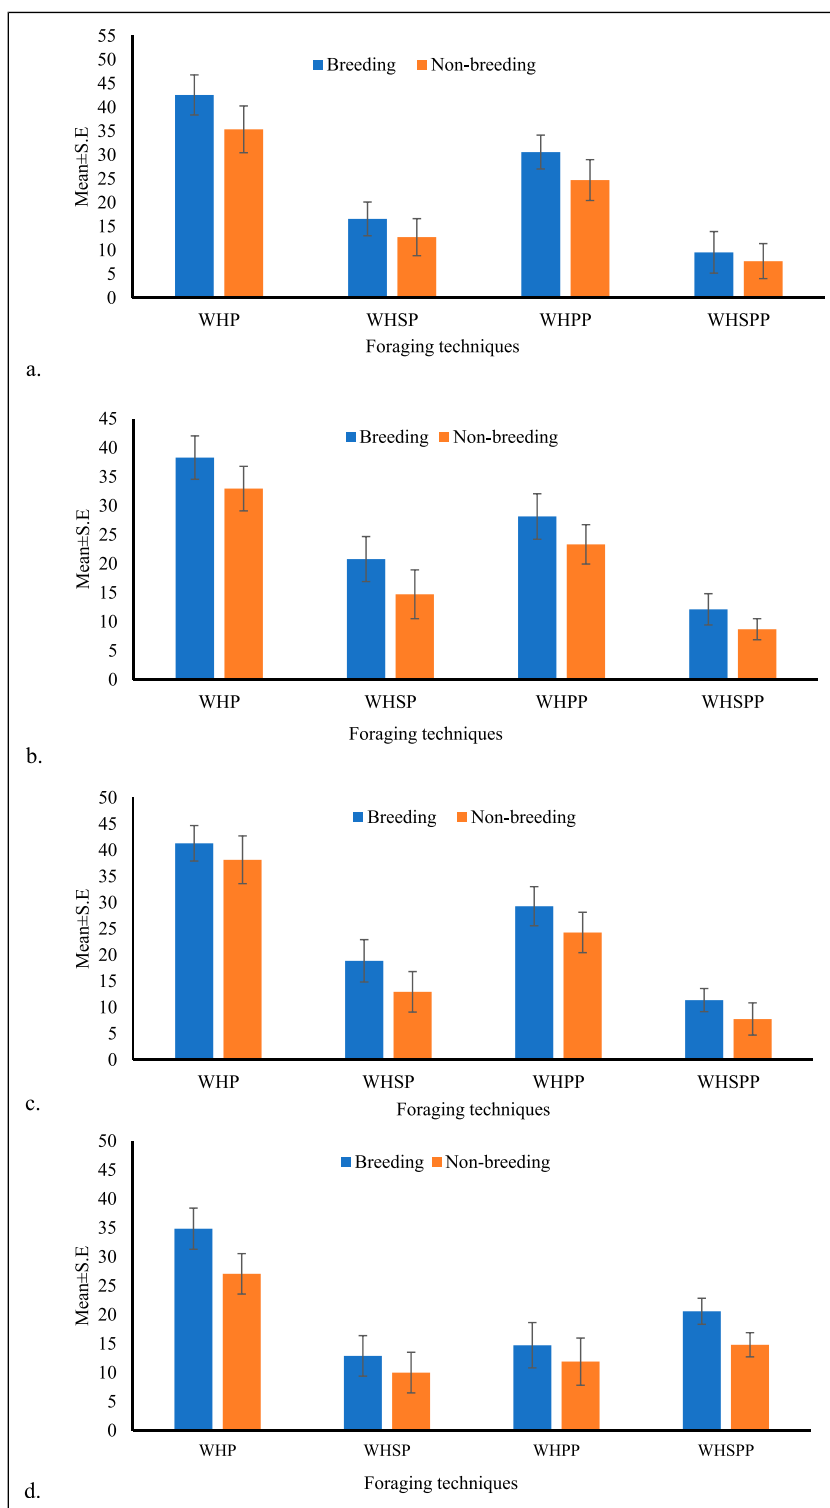 55
50
45
40
35
30
25
20
15
10
5
0
Mean±S.E
Breeding Non-breeding
WHP WHSP WHPP WHSPP
Foraging techniques
a.
45
40
35
30
25
20
15
10
5
0
Mean±S.E
Breeding Non-breeding
WHP WHSP WHPP WHSPP
Foraging techniques
b.
50
45
40
35
30
25
20
15
10
5
0
Mean±S.E
Breeding Non-breeding
WHP WHSP WHPP WHSPP
Foraging techniques
c.
50
45
40
35
30
25
20
15
10
5
0
Mean±S.E
Breeding Non-breeding
WHP WHSP WHPP WHSPP
Foraging techniques
d.